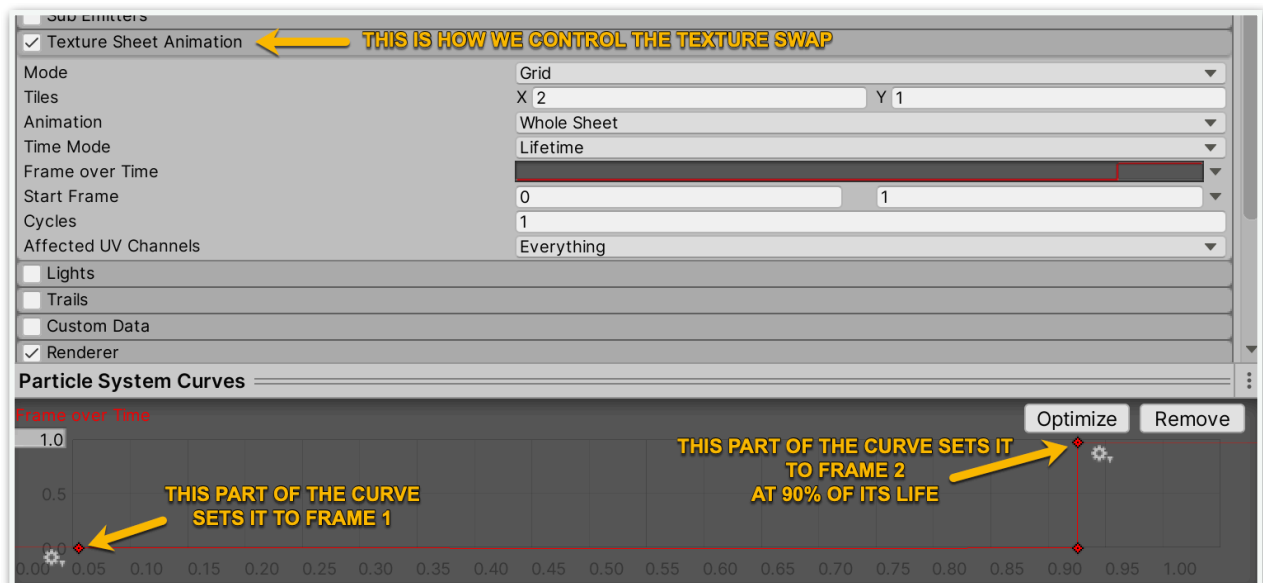 Sub Emitters
Texture Sheet Animation THIS IS HOW WE CONTROL THE TEXTURE SWAP
Mode Grid
Tiles X 2 Y 1
Animation Whole Sheet
Time Mode Lifetime
Frame over Time
Start Frame 0 1
Cycles 1
Affected UV Channels Everything
Lights
Trails
Custom Data
Renderer
Particle System Curves
Frame over Time
Optimize Remove
1.0
THIS PART OF THE CURVE SETS IT
TO FRAME 2
AT 90% OF ITS LIFE
0.5
THIS PART OF THE CURVE
SETS IT TO FRAME 1
0.0
0.00 0.05 0.10 0.15 0.20 0.25 0.30 0.35 0.40 0.45 0.50 0.55 0.60 0.65 0.70 0.75 0.80 0.85 0.90 0.95 1.00